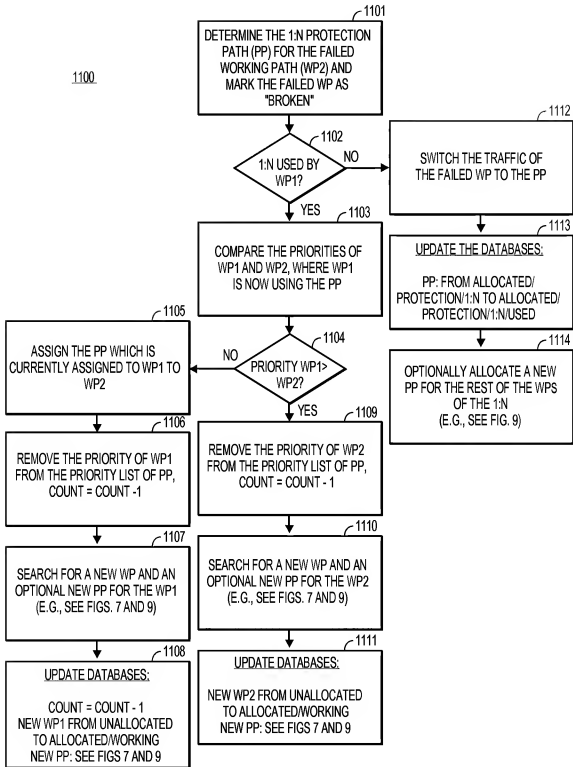 1100
1101
DETERMINE THE 1:N PROTECTION
PATH (PP) FOR THE FAILED
WORKING PATH (WP2) AND
MARK THE FAILED WP AS
"BROKEN"
1102
1:N USED BY
WP1?
NO
YES
1112
SWITCH THE TRAFFIC OF
THE FAILED WP TO THE PP
1113
UPDATE THE DATABASES:
PP: FROM ALLOCATED/
PROTECTION/1:N TO ALLOCATED/
PROTECTION/1:N/USED
1114
OPTIONALLY ALLOCATE A NEW
PP FOR THE REST OF THE WPS
OF THE 1:N
(E.G., SEE FIG. 9)
1103
COMPARE THE PRIORITIES OF
WP1 AND WP2, WHERE WP1
IS NOW USING THE PP
1104
PRIORITY WP1>
WP2?
NO
YES
1105
ASSIGN THE PP WHICH IS
CURRENTLY ASSIGNED TO WP1 TO
WP2
1106
REMOVE THE PRIORITY OF WP1
FROM THE PRIORITY LIST OF PP,
COUNT = COUNT -1
1107
SEARCH FOR A NEW WP AND AN
OPTIONAL NEW PP FOR THE WP1
(E.G., SEE FIGS. 7 AND 9)
1108
UPDATE DATABASES:
COUNT = COUNT - 1
NEW WP1 FROM UNALLOCATED
TO ALLOCATED/WORKING
NEW PP: SEE FIGS 7 AND 9
1109
REMOVE THE PRIORITY OF WP2
FROM THE PRIORITY LIST OF PP,
COUNT = COUNT - 1
1110
SEARCH FOR A NEW WP AND AN
OPTIONAL NEW PP FOR THE WP2
(E.G., SEE FIGS. 7 AND 9)
1111
UPDATE DATABASES:
NEW WP2 FROM UNALLOCATED
TO ALLOCATED/WORKING
NEW PP: SEE FIGS 7 AND 9